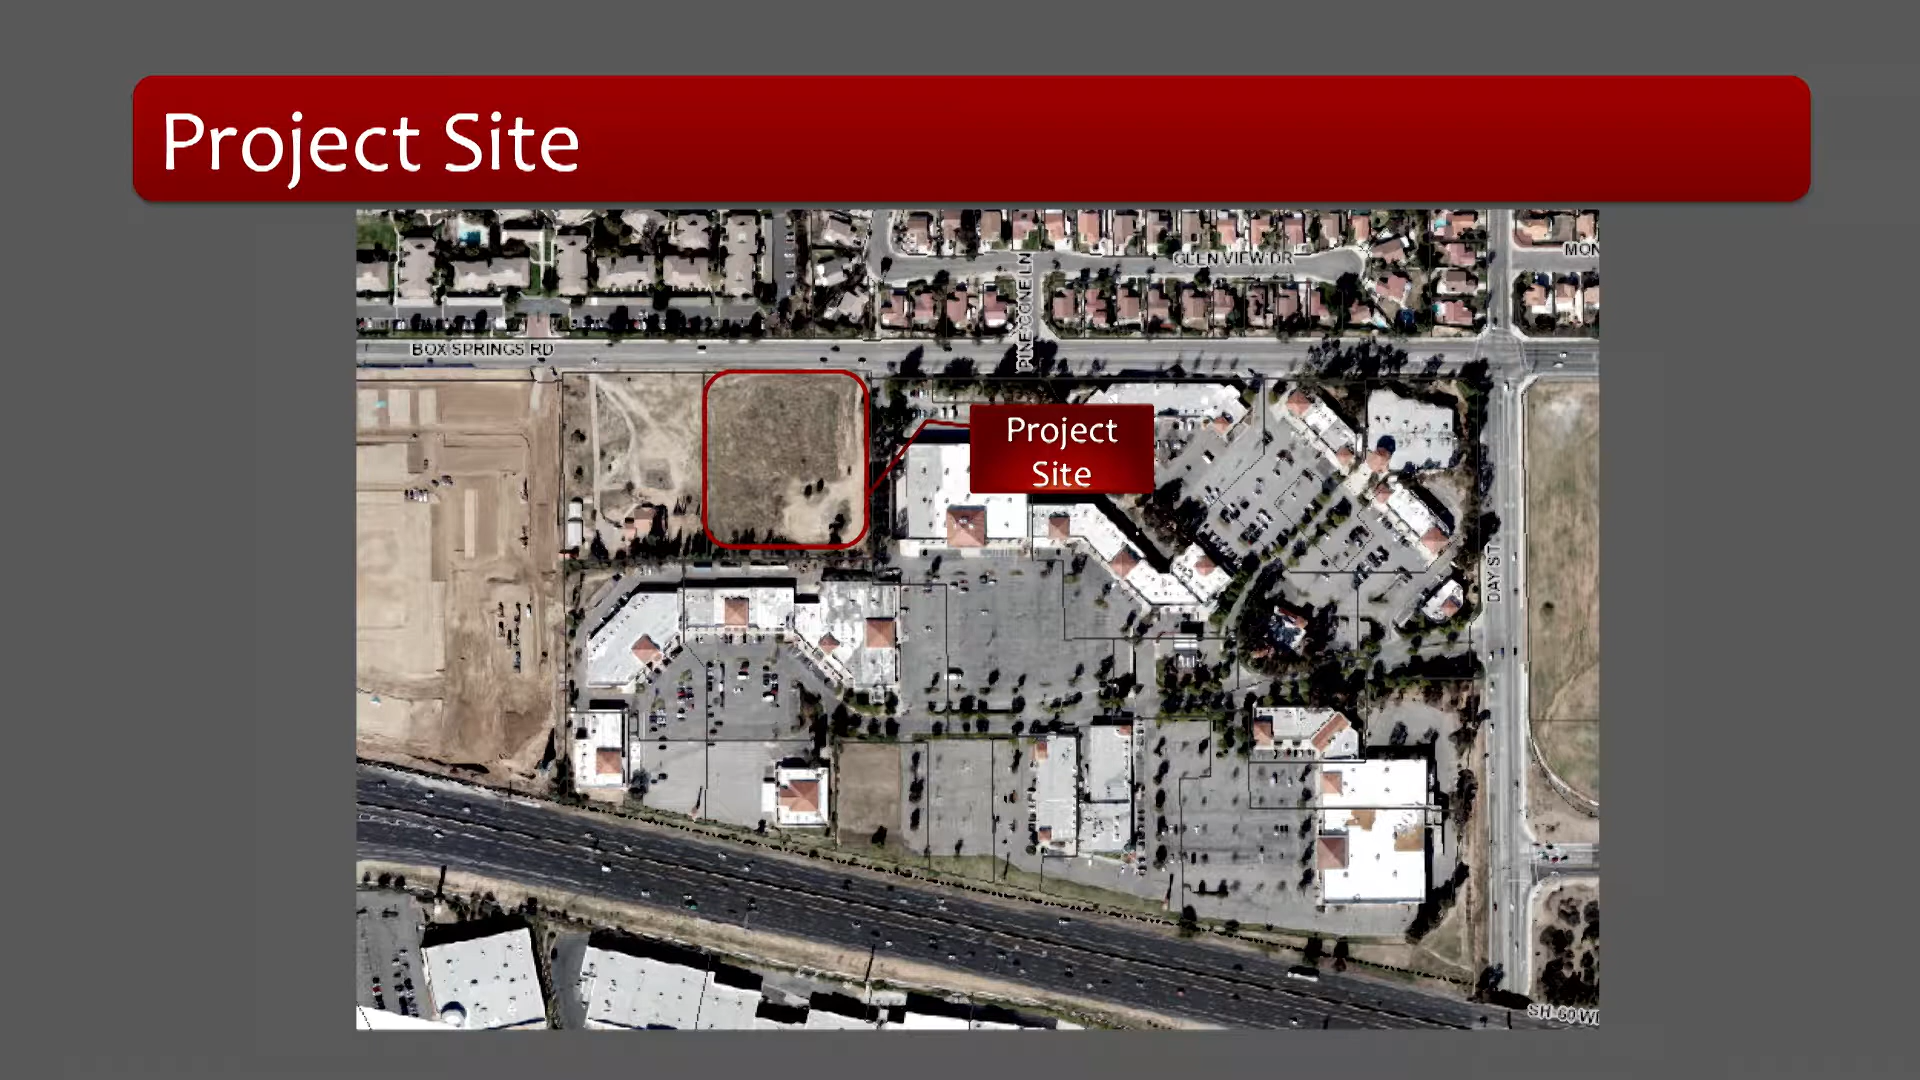 Project Site
GLEN VIEW DR
MON
PINE CONE LN
BOX SPRINGS RD
Project
Site
DAY ST
SH-60 W